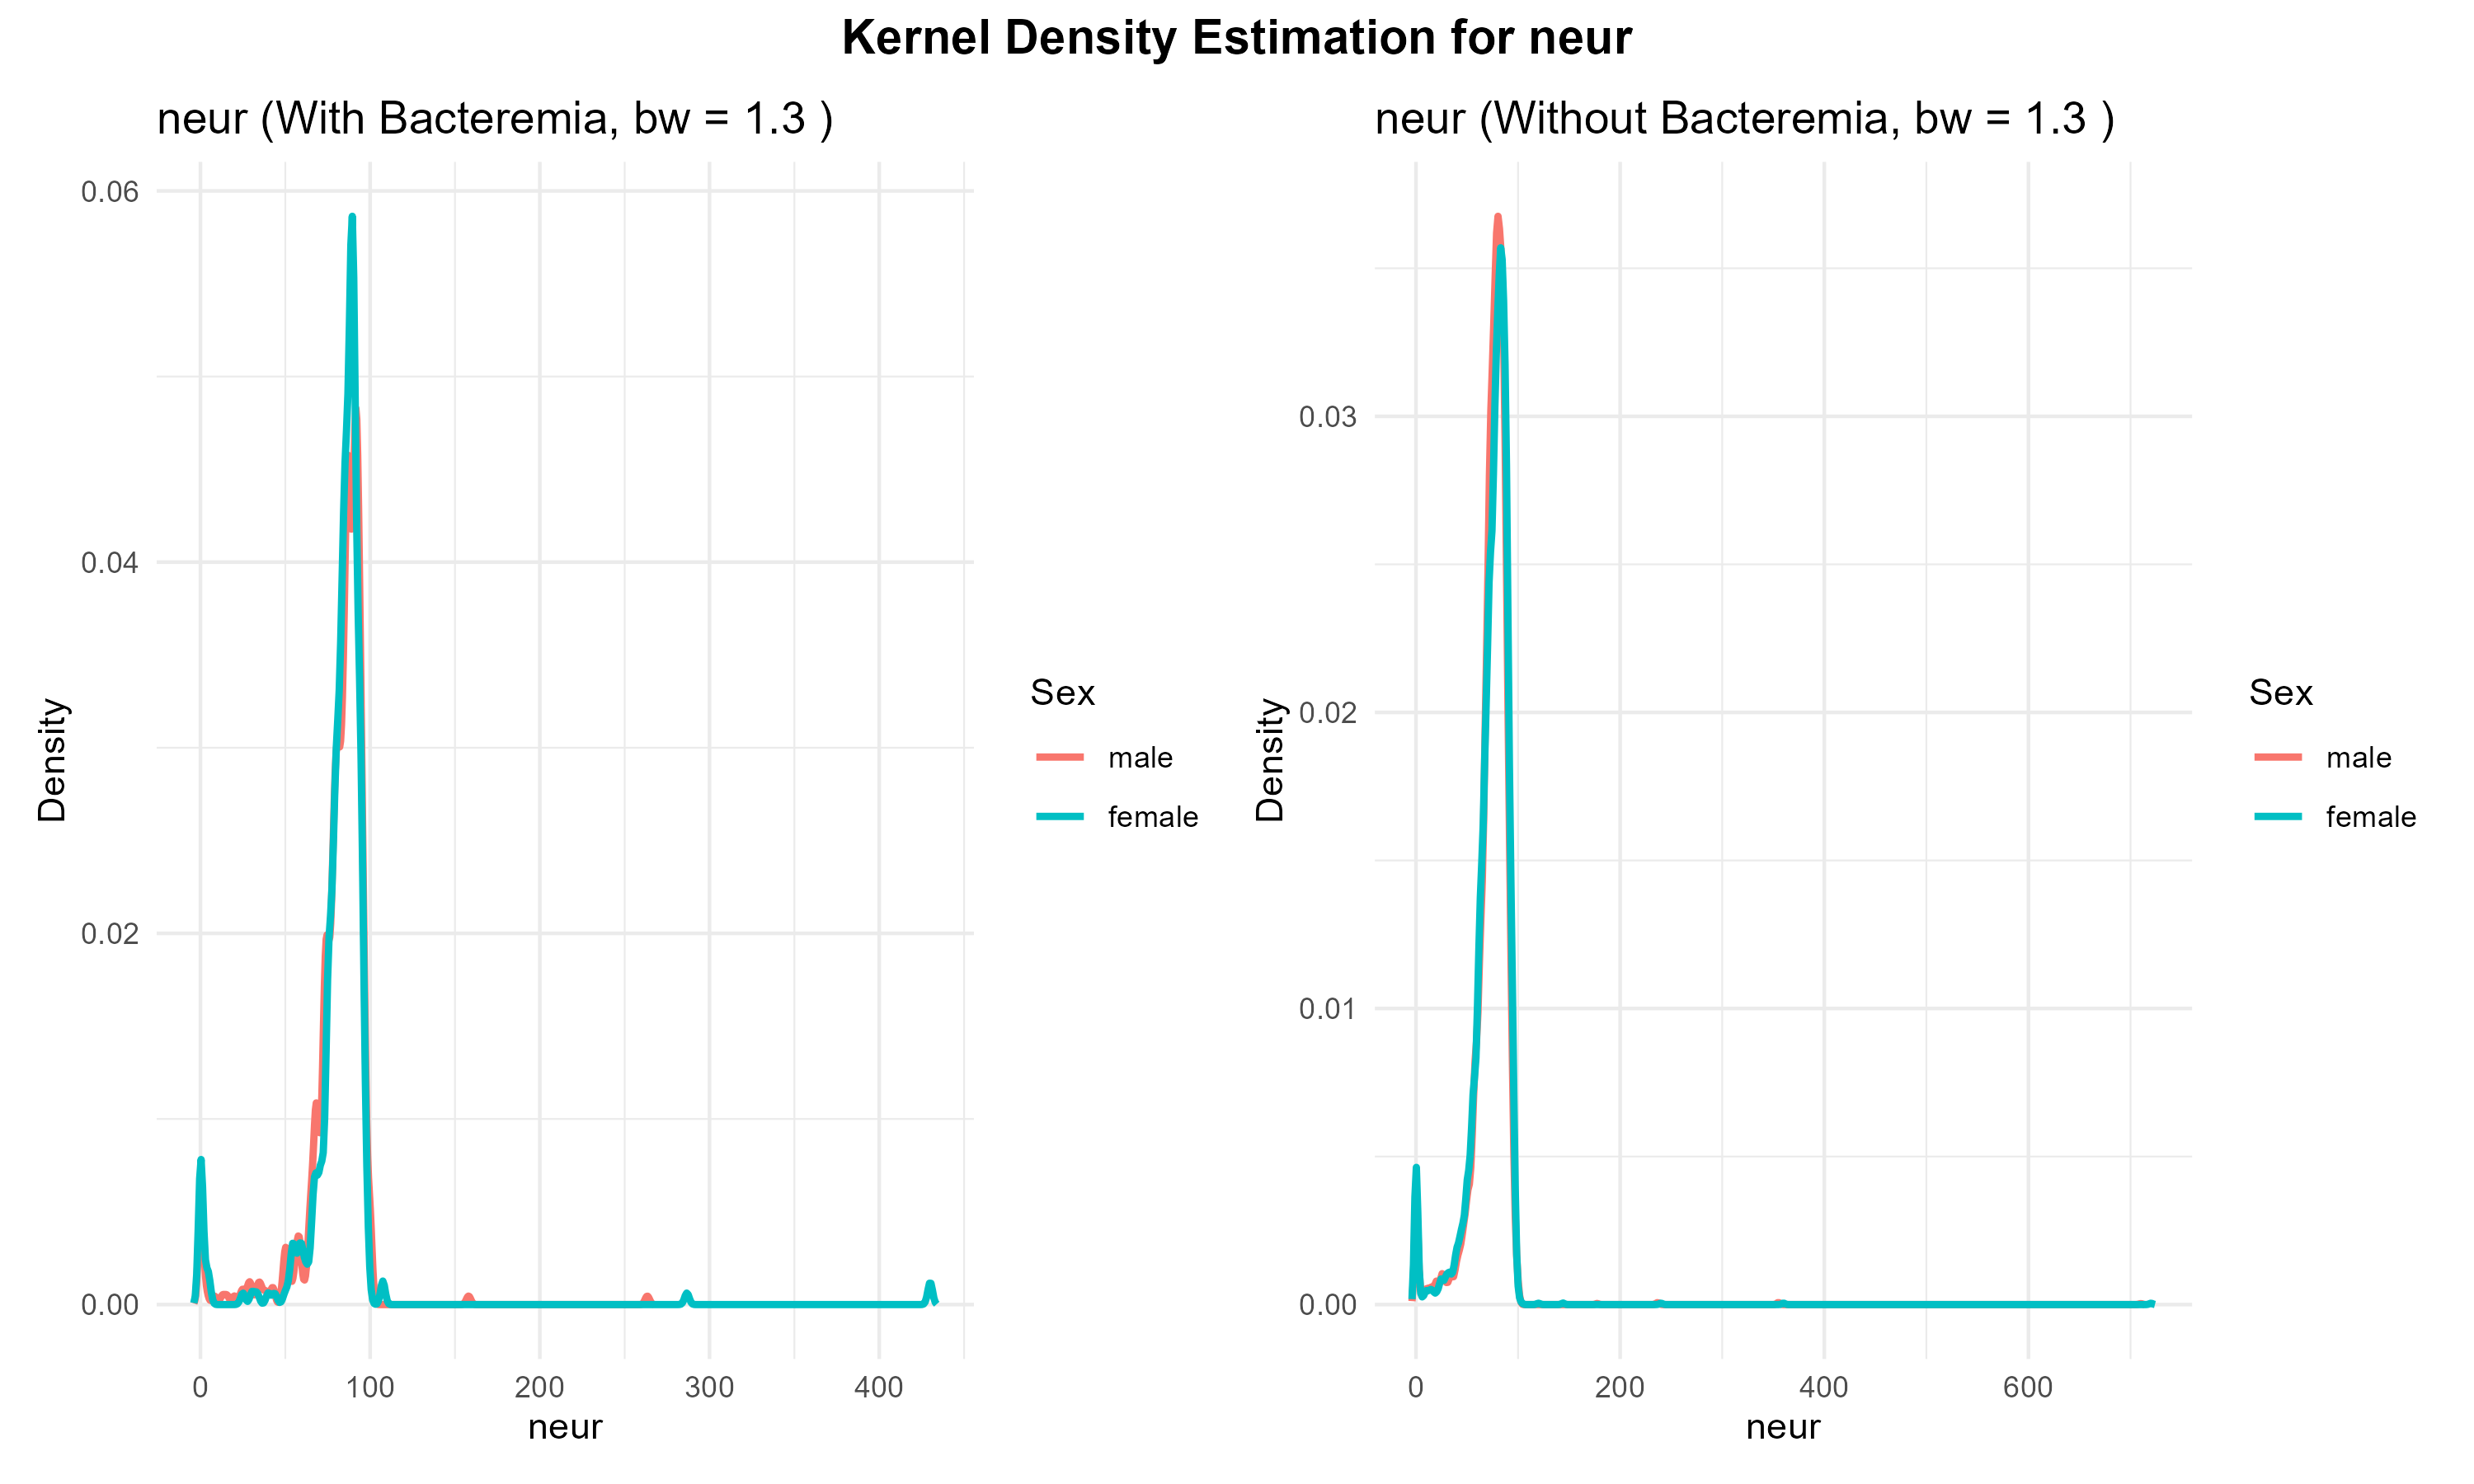 Kernel Density Estimation for neur
neur (With Bacteremia, bw = 1.3 )
0.06
0.04
0.02
0.00
Density
0 100 200 300 400
neur
Sex
male
female
neur (Without Bacteremia, bw = 1.3 )
0.03
0.02
0.01
0.00
Density
0 200 400 600
neur
Sex
male
female